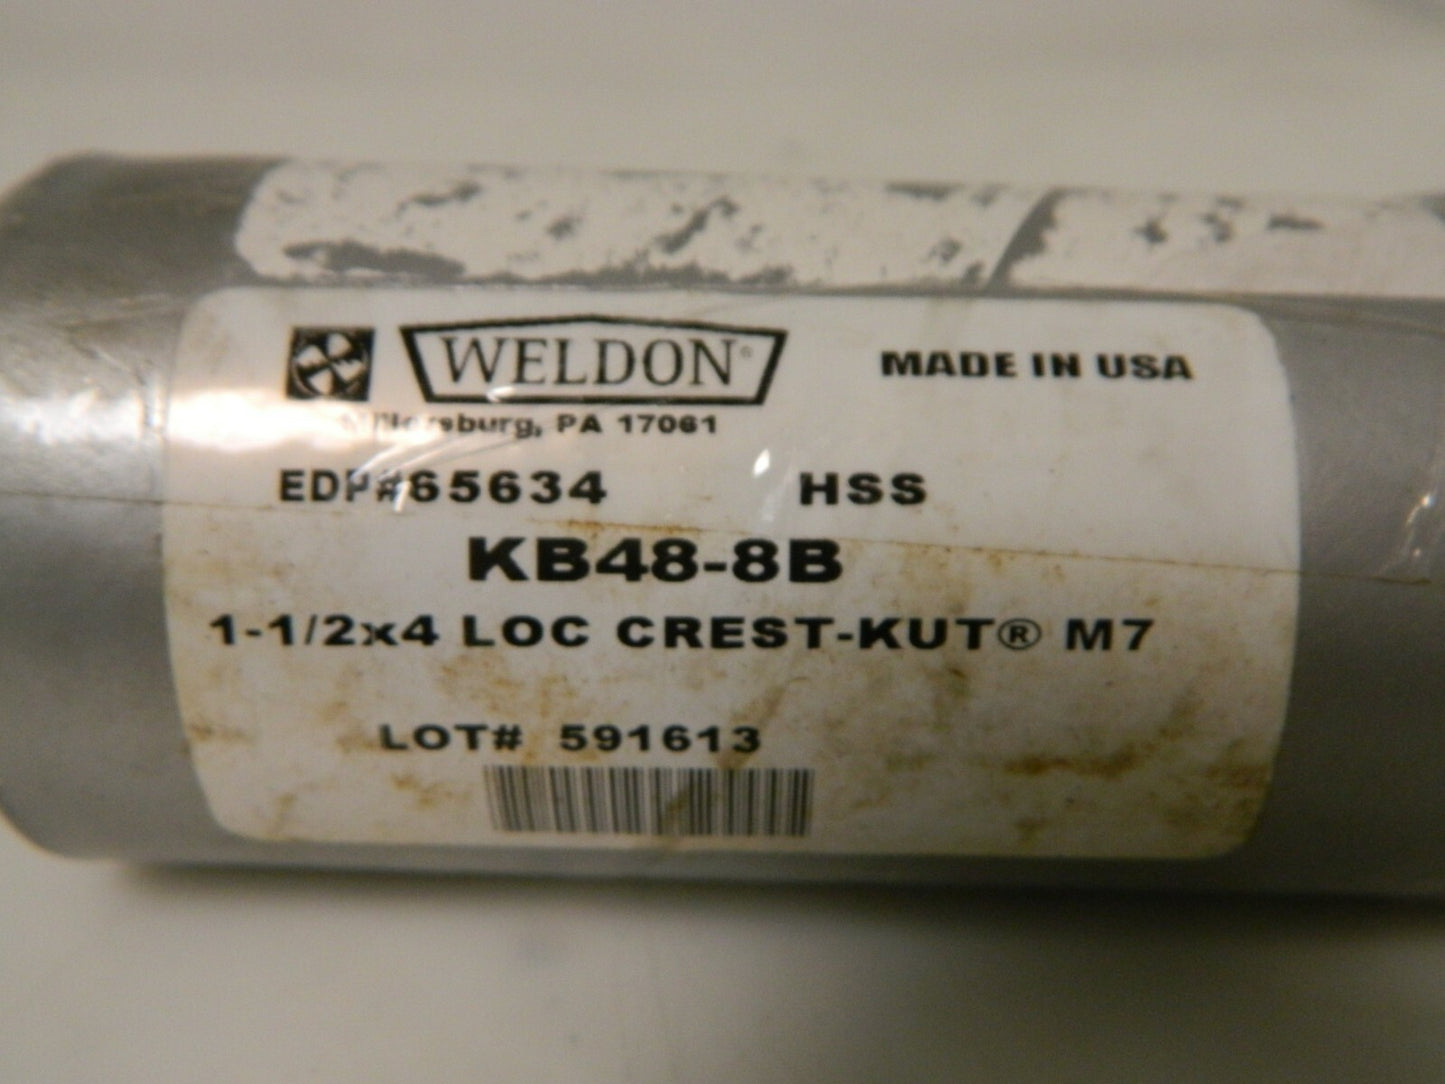 WELDON®
MADE IN USA
Millersburg, PA 17061
EDP#65634 HSS
KB48-8B
1-1/2x4 LOC CREST-KUT® M7
LOT# 591613